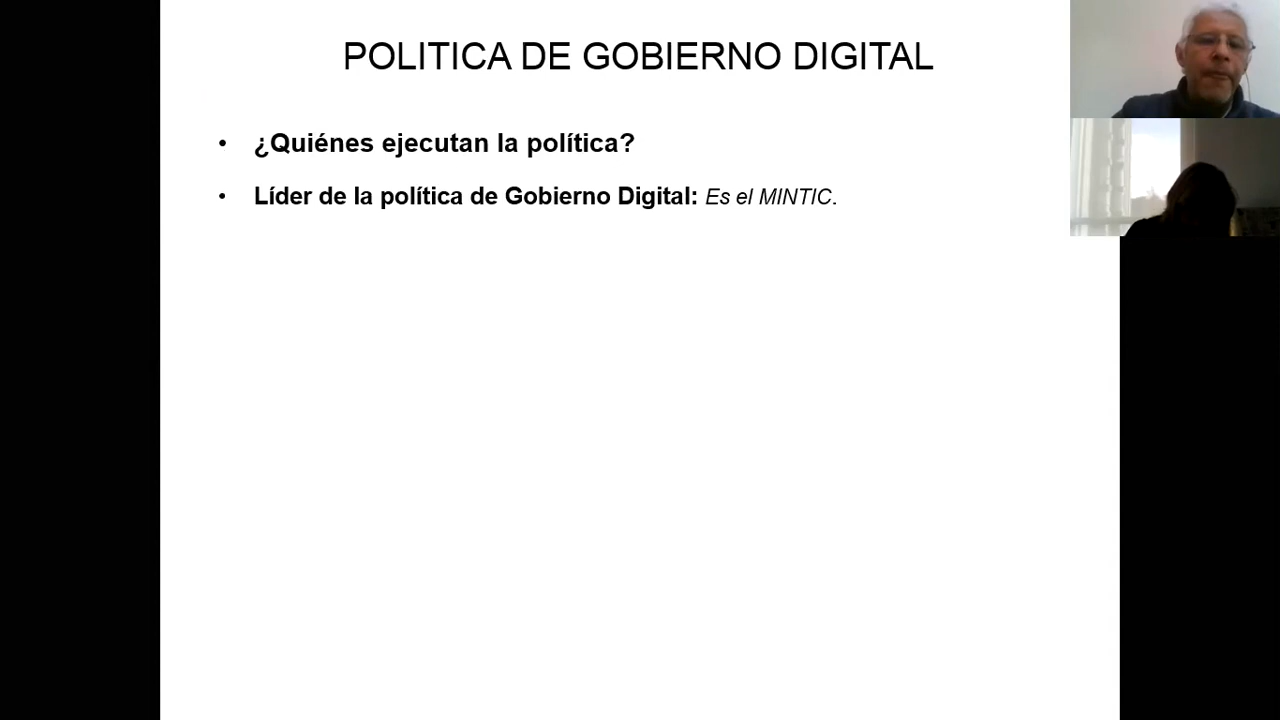 POLITICA DE GOBIERNO DIGITAL
• ¿Quiénes ejecutan la política?
• Líder de la política de Gobierno Digital: Es el MINTIC.